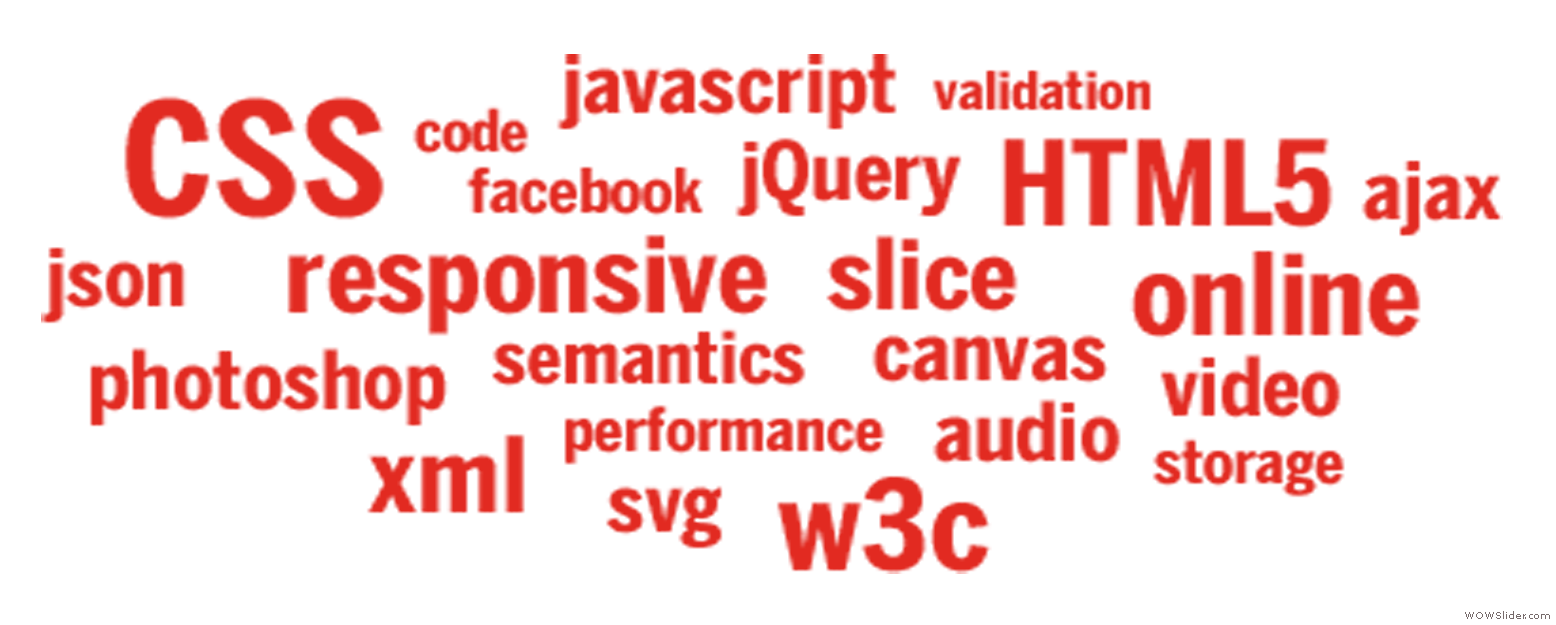 javascript validation
CSS code
facebook jQuery HTML5 ajax
json responsive slice online
photoshop semantics canvas video
performance audio storage
xml svg w3c
WOWSlider.com